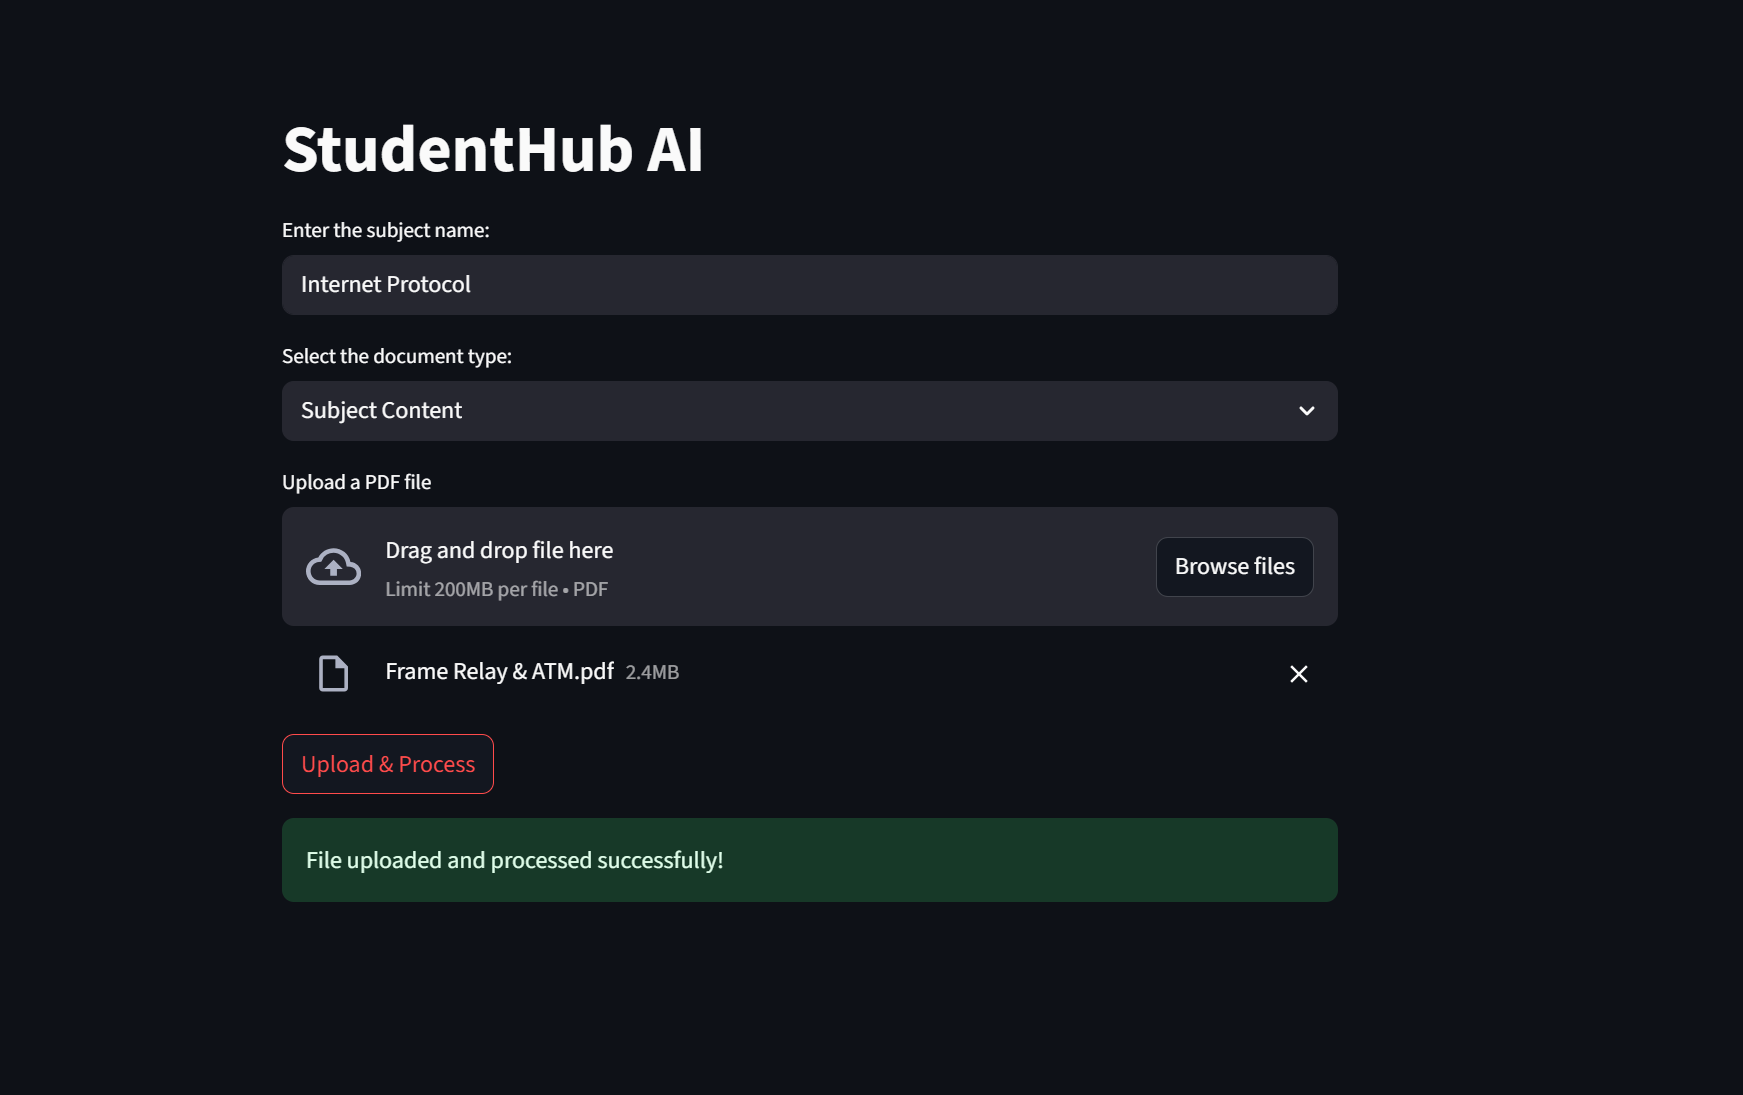 StudentHub AI
Enter the subject name:
Internet Protocol
Select the document type:
Subject Content
Upload a PDF file
Drag and drop file here
Limit 200MB per file • PDF
Browse files
Frame Relay & ATM.pdf 2.4MB
Upload & Process
File uploaded and processed successfully!